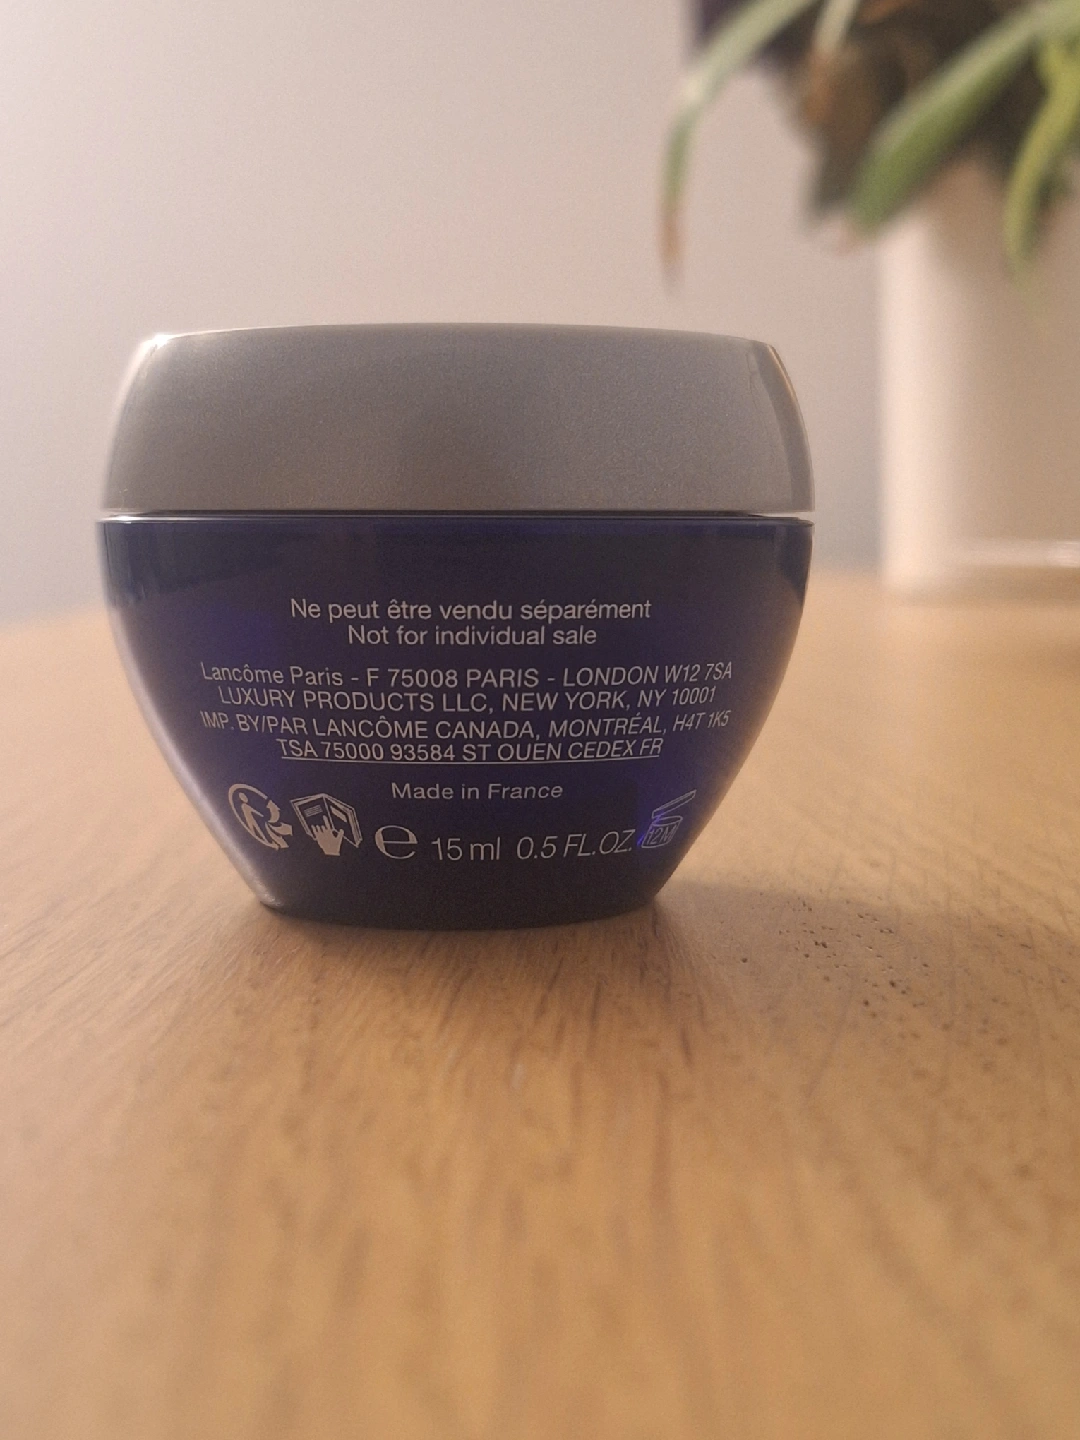 Ne peut être vendu séparément
Not for individual sale
Lancôme Paris - F 75008 PARIS - LONDON W12 7SA
LUXURY PRODUCTS LLC, NEW YORK, NY 10001
IMP. BY/PAR LANCÔME CANADA, MONTRÉAL, H4T 1K5
TSA 75000 93584 ST OUEN CEDEX FR
Made in France
℮ 15 ml 0.5 FL.OZ. 12M